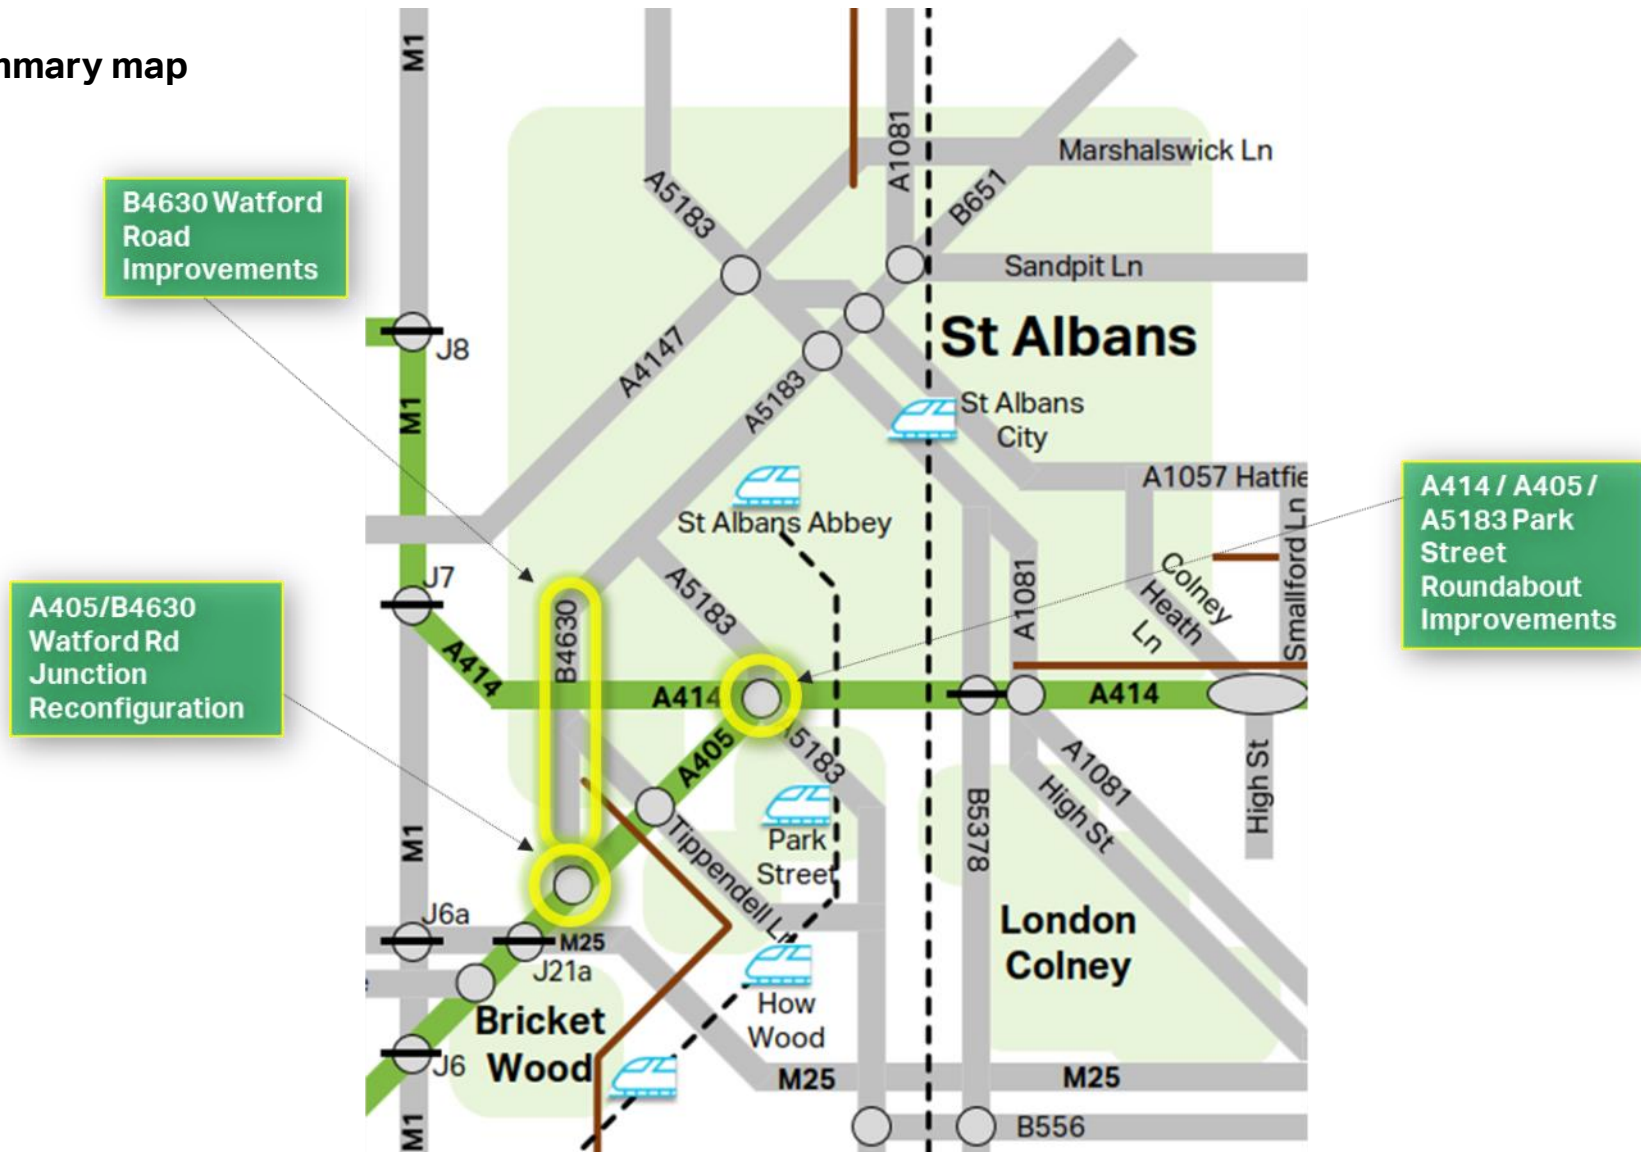 mmary map
M1
A1081
Marshalswick Ln
B4630 Watford
Road
Improvements
A5183
B651
Sandpit Ln
J8
A4147
St Albans
M1
A5183
St Albans
City
A1057 Hatfie
A414 / A405 /
A5183 Park
Street
Roundabout
Improvements
St Albans Abbey
Smallford Ln
J7
A5183
A1081
Colney
Heath
Ln
A405/B4630
Watford Rd
Junction
Reconfiguration
B4630
A414
A414
A414
A405
A5183
A1081
High St
High St
M1
Park
Street
B5378
Tippendell Ln
J6a
M25
J21a
London
Colney
How
Wood
Bricket
Wood
J6
M25
M25
M1
B556